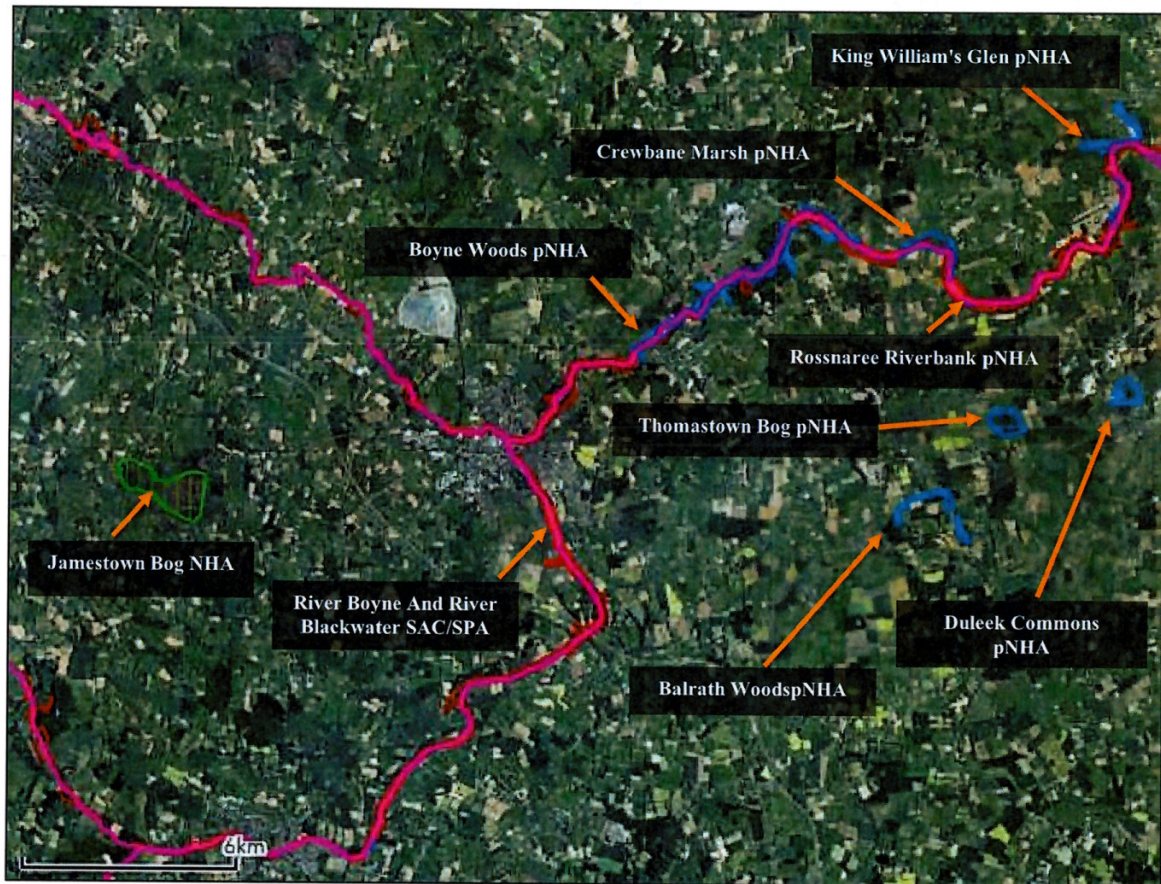 King William's Glen pNHA
Crewbane Marsh pNHA
Boyne Woods pNHA
Rossnaree Riverbank pNHA
Thomastown Bog pNHA
Jamestown Bog NHA
River Boyne And River
Blackwater SAC/SPA
Duleek Commons
pNHA
Balrath WoodspNHA
6km